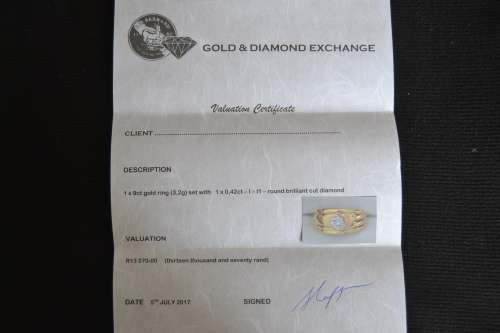 GOLD & DIAMOND EXCHANGE
Valuation Certificate
CLIENT
DESCRIPTION
1 x 9ct gold ring (3,2g) set with 1 x 0,42ct – I – I1 – round brilliant cut diamond
VALUATION
R13 070-00 (thirteen thousand and seventy rand)
DATE 5TH JULY 2017 SIGNED